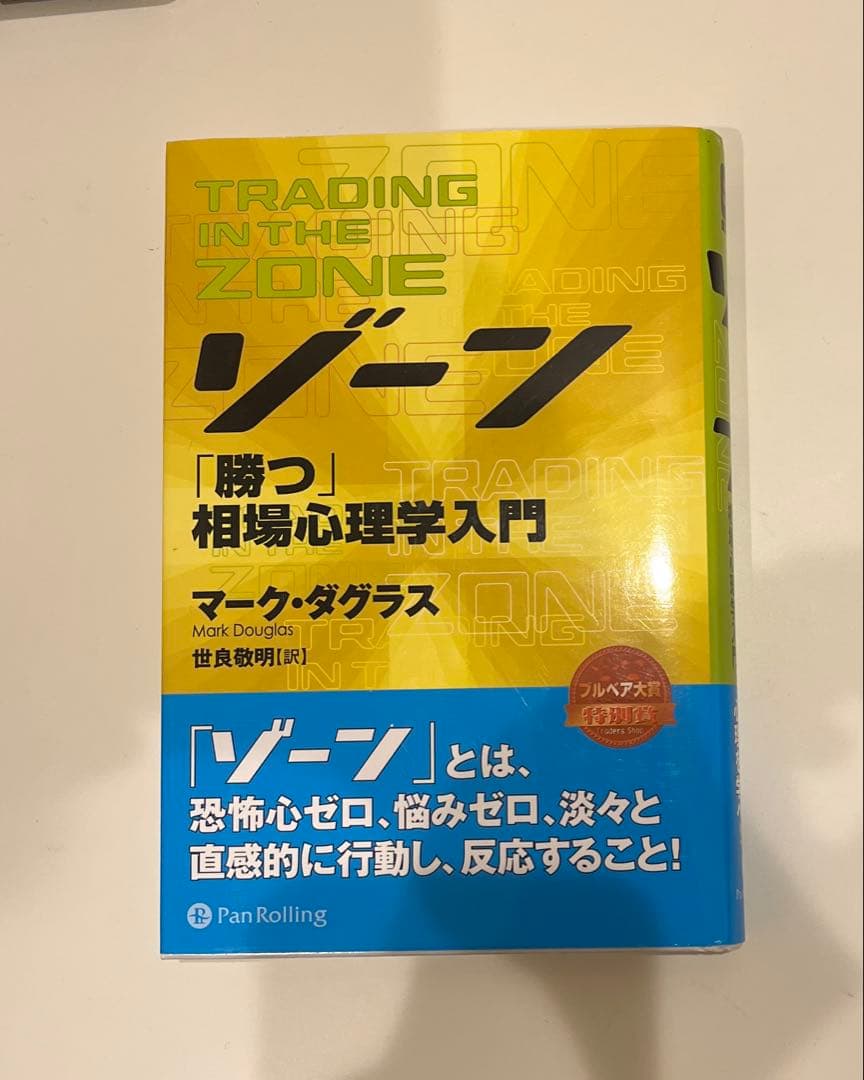 TRADING
IN THE
ZONE
ゾーン
「勝つ」
相場心理学入門
マーク・ダグラス
Mark Douglas
世良敬明【訳】
ブルベア大賞
特別賞
Traders Shop
「ゾーン」とは、
恐怖心ゼロ、悩みゼロ、淡々と
直感的に行動し、反応すること!
PanRolling